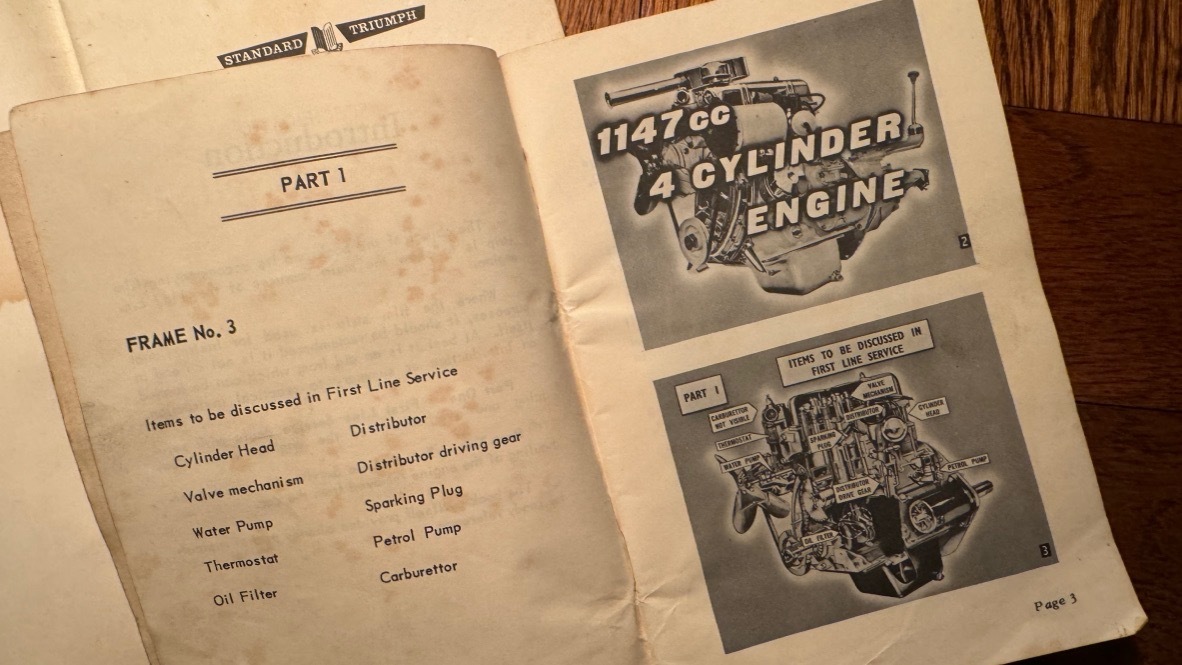 STANDARD TRIUMPH
Introduction
PART 1
FRAME No. 3
Items to be discussed in First Line Service
Cylinder Head
Valve mechanism
Water Pump
Thermostat
Oil Filter
Distributor
Distributor driving gear
Sparking Plug
Petrol Pump
Carburettor
1147cc
4 CYLINDER
ENGINE
2
ITEMS TO BE DISCUSSED IN
FIRST LINE SERVICE
PART 1
CARBURETTOR
NOT VISIBLE
THERMOSTAT
WATER PUMP
VALVE
MECHANISM
DISTRIBUTOR
CYLINDER
HEAD
SPARKING
PLUG
PETROL PUMP
DISTRIBUTOR
DRIVE GEAR
OIL FILTER
3
Page 3